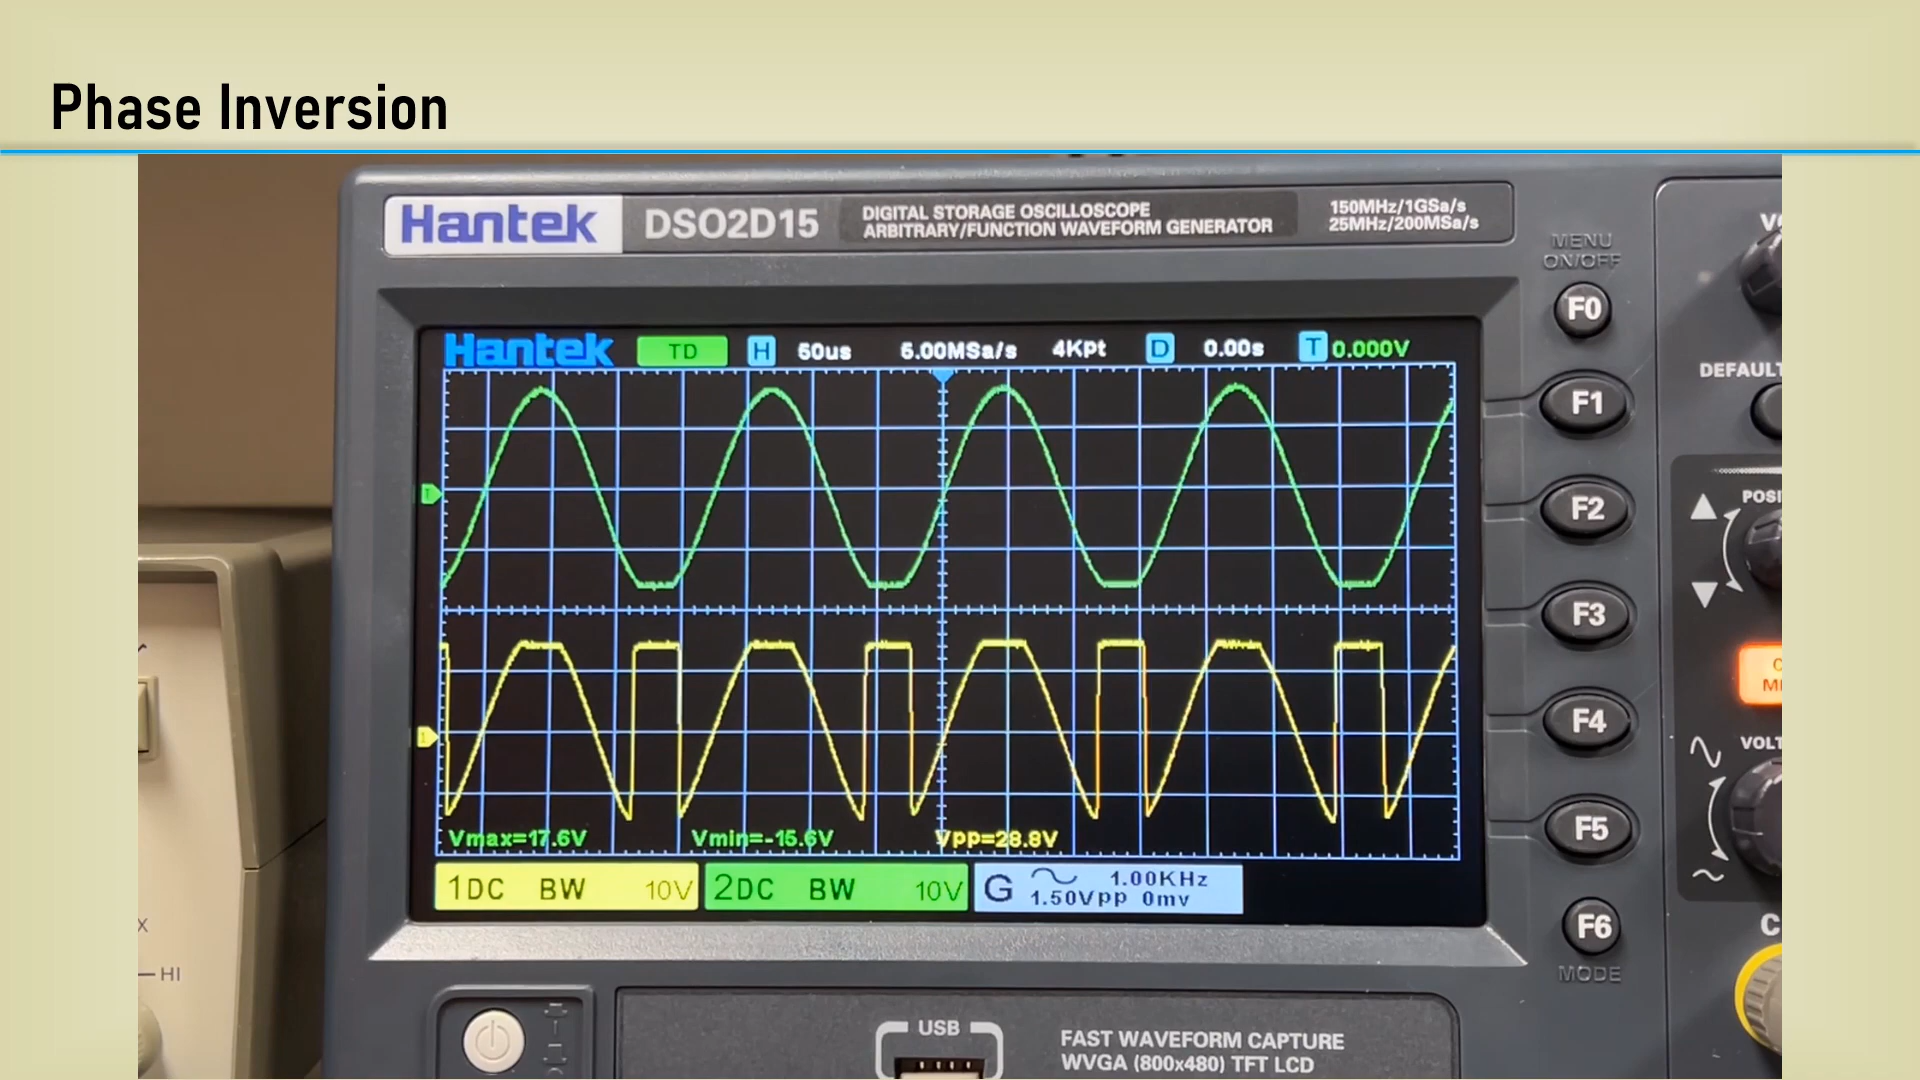 Phase Inversion
Hantek DSO2D15 DIGITAL STORAGE OSCILLOSCOPE
ARBITRARY/FUNCTION WAVEFORM GENERATOR
150MHz/1GSa/s
25MHz/200MSa/s
MENU
ON/OFF
F0
Hantek TD H 50us 5.00MSa/s 4Kpt D 0.00s T 0.000V
DEFAULT
F1
F2
F3
F4
F5
F6
MODE
Vmax=17.6V Vmin=-15.6V Vpp=28.8V
1DC BW 10V 2DC BW 10V G 1.00KHz
1.50Vpp 0mv
HI
USB
FAST WAVEFORM CAPTURE
WVGA (800x480) TFT LCD